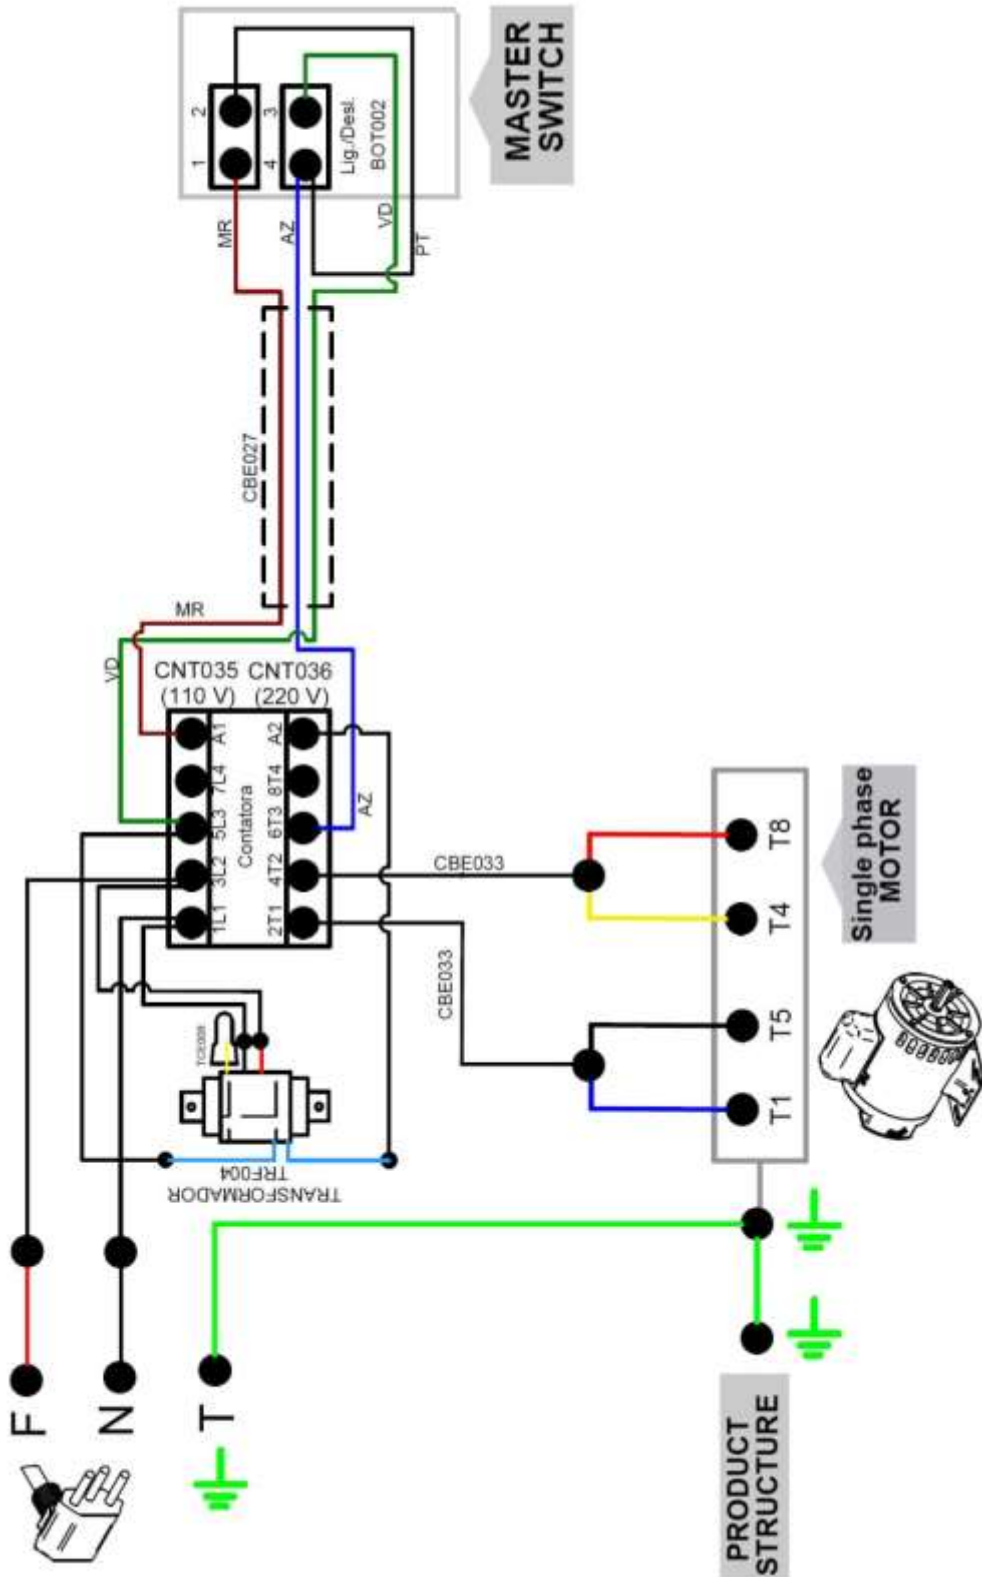 MASTER
SWITCH
1
2
4
3
Lig./Desl.
BOT002
MR
AZ
VD
PT
CBE027
MR
VD
CNT035
(110 V)
CNT036
(220 V)
A1
7L4
5L3
3L2
1L1
Contatora
A2
8T4
6T3
4T2
2T1
AZ
CBE033
CBE033
T8
T4
T5
T1
Single phase
MOTOR
TCE009
TRANSFORMADOR
TRF004
F
N
T
PRODUCT
STRUCTURE